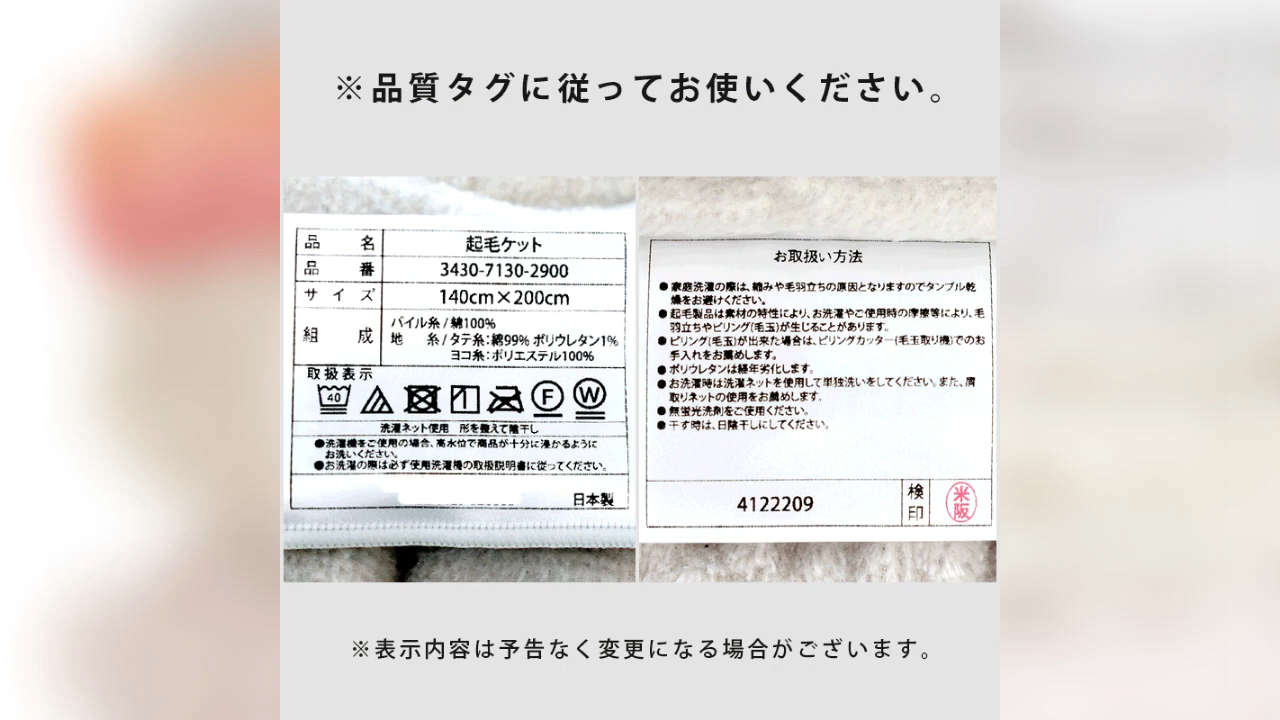 ※品質タグに従ってお使いください。
品名 起毛ケット
品番 3430-7130-2900
サイズ 140cm×200cm
組成 パイル糸/綿100%
地糸/タテ糸:綿99% ポリウレタン1%
ヨコ糸:ポリエステル100%
取扱表示
40 F W
洗濯ネット使用 形を整えて陰干し
●洗濯機をご使用の場合、高水位で商品が十分に浸かるように
お洗いください。
●お洗濯の際は必ず使用洗濯機の取扱説明書に従ってください。
日本製
お取扱い方法
●家庭洗濯の際は、縮みや毛羽立ちの原因となりますのでタンブル乾
燥をお避けください。
●起毛製品は素材の特性により、お洗濯やご使用時の摩擦等により、毛
羽立ちやピリング(毛玉)が生じることがあります。
●ピリング(毛玉)が出来た場合は、ピリングカッター(毛玉取り機)でのお
手入れをお薦めします。
●ポリウレタンは経年劣化します。
●お洗濯時は洗濯ネットを使用して単独洗いをしてください。また、屑
取りネットの使用をお薦めします。
●無蛍光洗剤をご使用ください。
●干す時は、日陰干しにしてください。
4122209 検印 米阪
※表示内容は予告なく変更になる場合がございます。